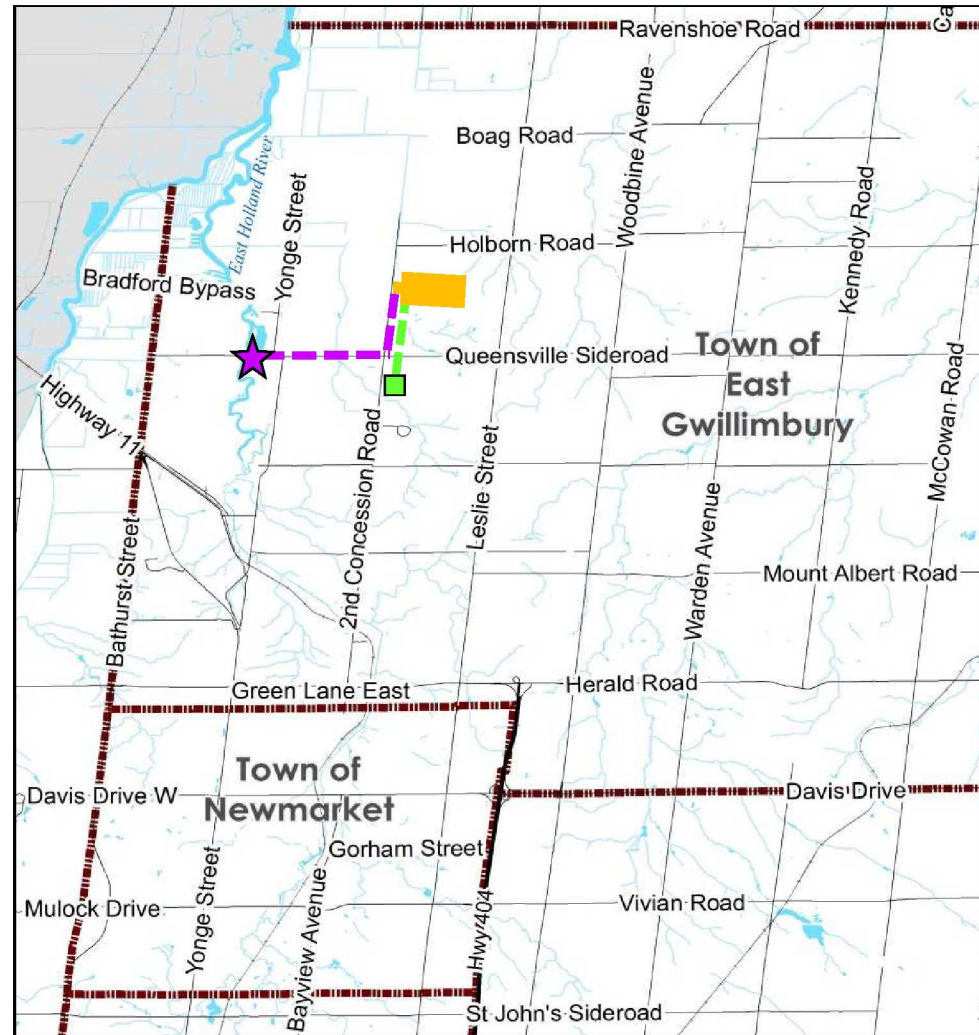 Ca
Ravenshoe Road
Boag Road
Woodbine Avenue
East Holland River
Yonge Street
Kennedy Road
Holborn Road
Bradford Bypass
Queensville Sideroad
Town of
East
Gwillimbury
McCowan Road
Highway 11
2nd Concession Road
Leslie Street
Warden Avenue
Bathurst Street
Mount Albert Road
Green Lane East
Herald Road
Town of
Newmarket
Davis Drive W
Davis Drive
Gorham Street
Yonge Street
Bayview Avenue
Mulock Drive
Hwy 404
Vivian Road
St John's Sideroad